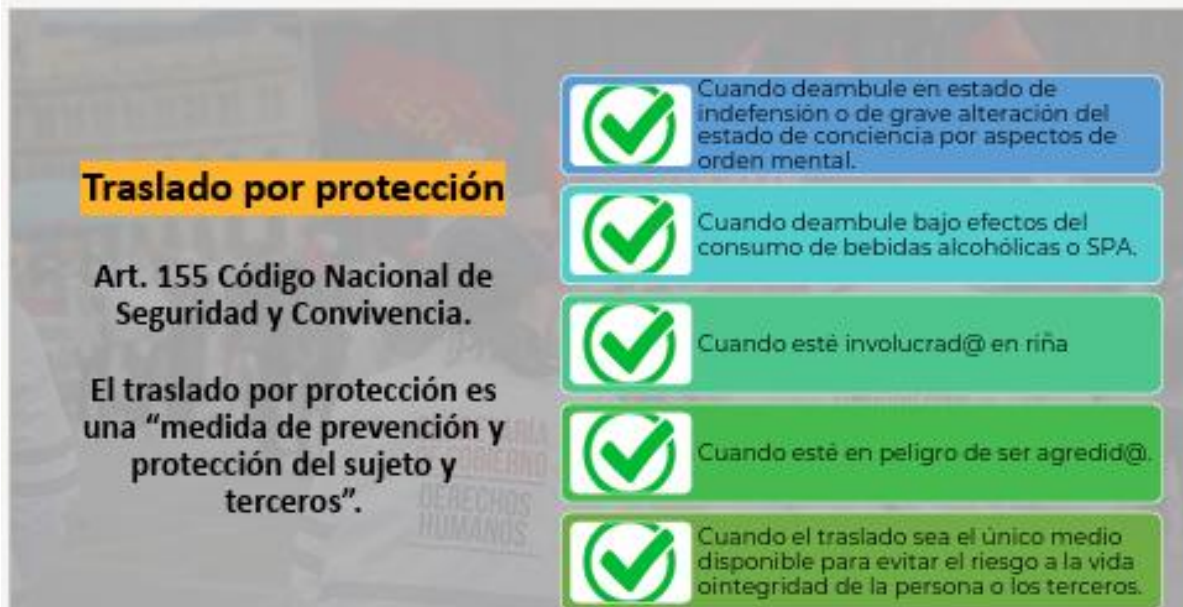 Traslado por protección
Art. 155 Código Nacional de
Seguridad y Convivencia.
El traslado por protección es
una “medida de prevención y
protección del sujeto y
terceros”.
Cuando deambule en estado de
indefensión o de grave alteración del
estado de conciencia por aspectos de
orden mental.
Cuando deambule bajo efectos del
consumo de bebidas alcohólicas o SPA.
Cuando esté involucrad@ en riña
Cuando esté en peligro de ser agredid@.
Cuando el traslado sea el único medio
disponible para evitar el riesgo a la vida
ointegridad de la persona o los terceros.
DERECHOS
HUMANOS